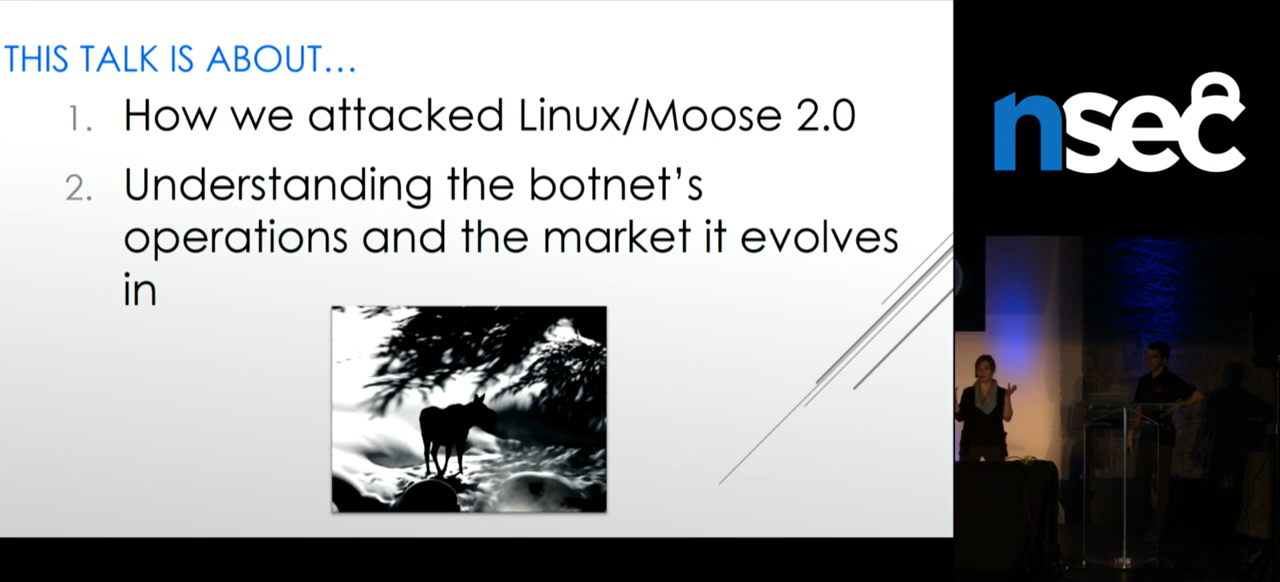 THIS TALK IS ABOUT…
1. How we attacked Linux/Moose 2.0
2. Understanding the botnet’s
operations and the market it evolves
in
nsec